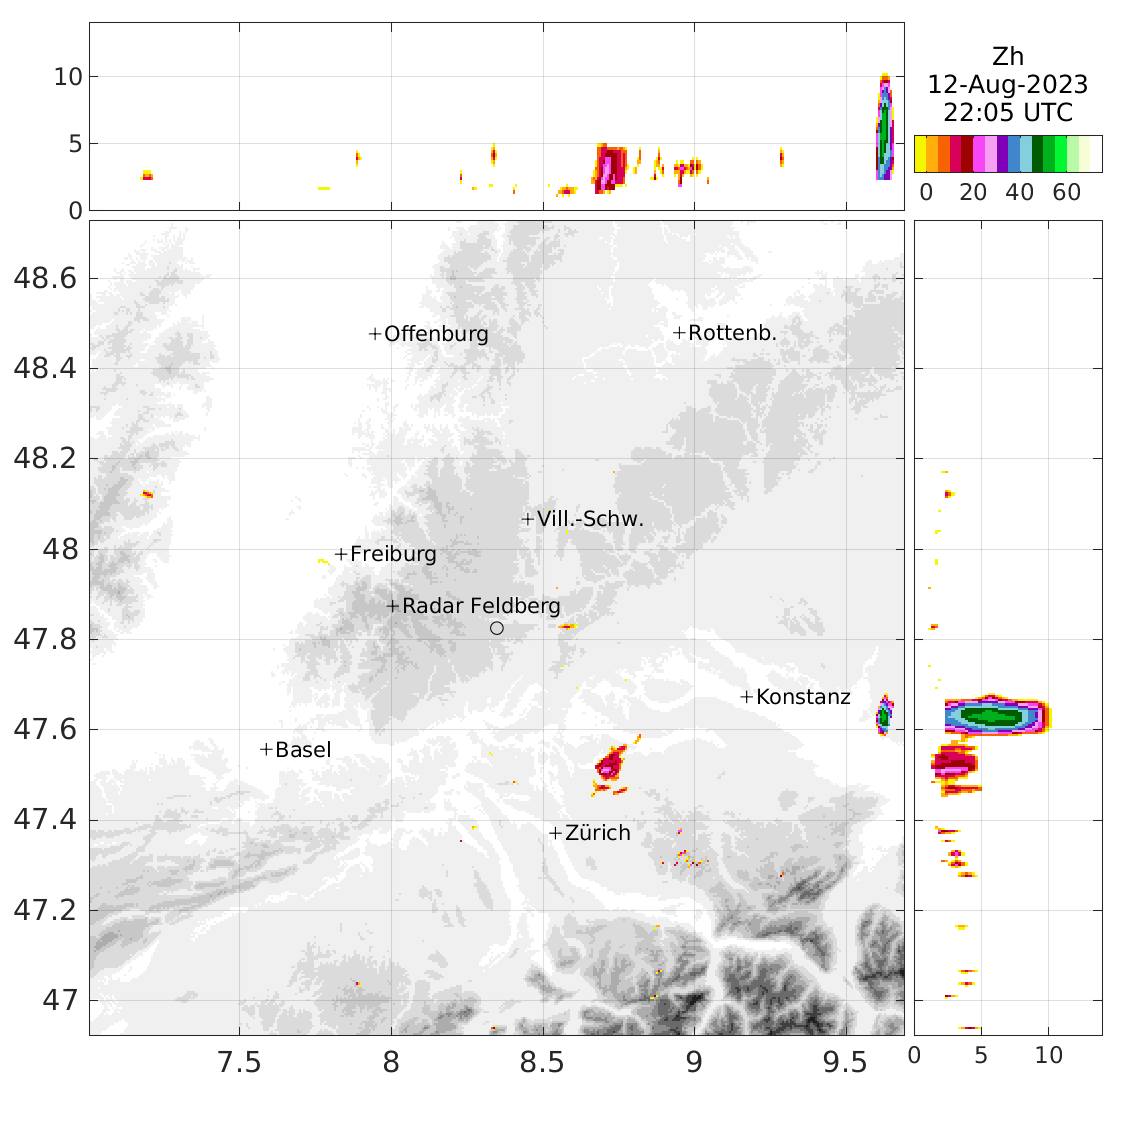 10
5
0
Zh
12-Aug-2023
22:05 UTC
0 20 40 60
48.6
48.4
48.2
48
47.8
47.6
47.4
47.2
47
Offenburg
Rottenb.
Vill.-Schw.
Freiburg
Radar Feldberg
Konstanz
Basel
Zürich
7.5 8 8.5 9 9.5
0 5 10